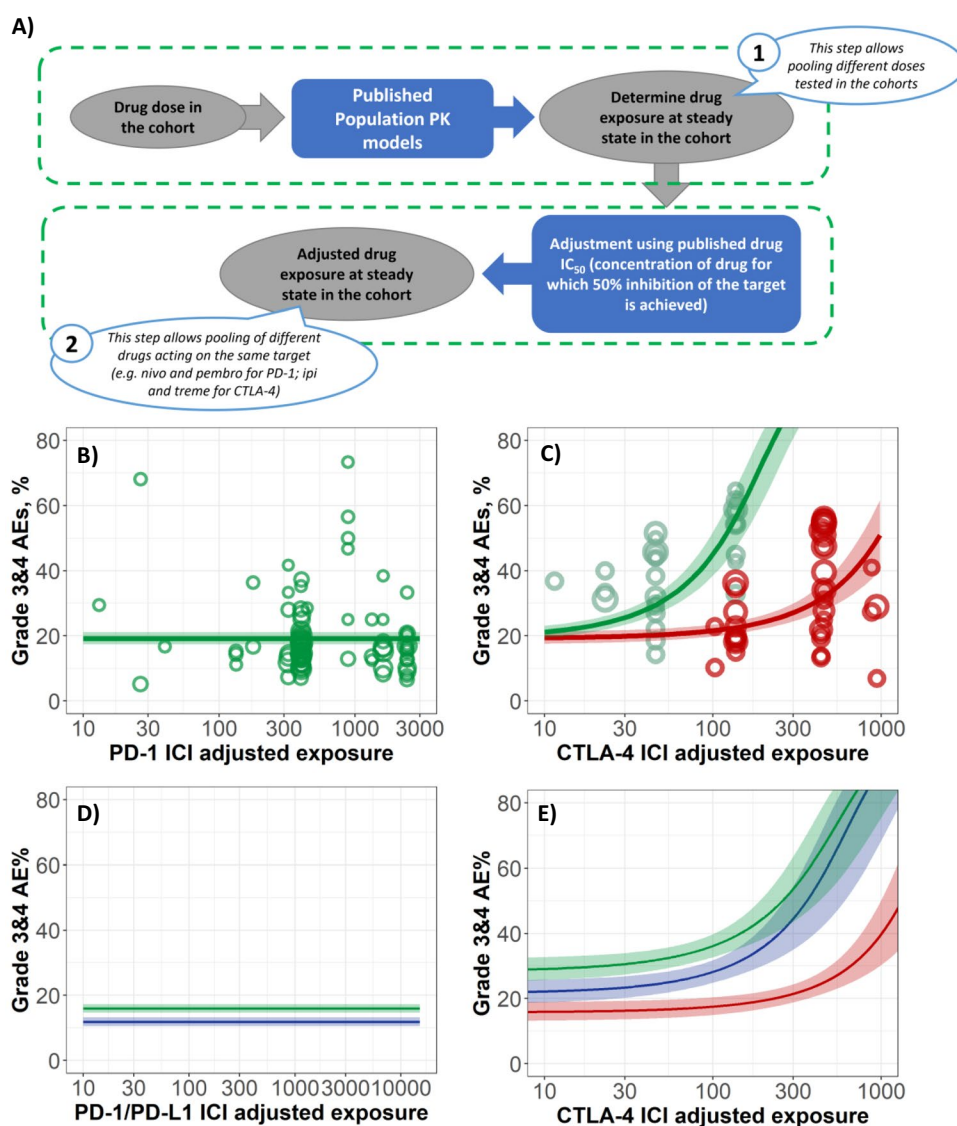 A)
1
This step allows
pooling different doses
tested in the cohorts
Drug dose in
the cohort
Published
Population PK
models
Determine drug
exposure at steady
state in the cohort
Adjusted drug
exposure at steady
state in the cohort
Adjustment using published drug
IC50 (concentration of drug for
which 50% inhibition of the target
is achieved)
2
This step allows pooling of different
drugs acting on the same target
(e.g. nivo and pembro for PD-1; ipi
and treme for CTLA-4)
B)
Grade 3&4 AEs, %
80
60
40
20
0
10 30 100 300 1000 3000
PD-1 ICI adjusted exposure
C)
Grade 3&4 AEs, %
80
60
40
20
0
10 30 100 300 1000
CTLA-4 ICI adjusted exposure
D)
Grade 3&4 AE%
80
60
40
20
0
10 30 100 300 1000 3000 10000
PD-1/PD-L1 ICI adjusted exposure
E)
Grade 3&4 AE%
80
60
40
20
0
10 30 100 300 1000
CTLA-4 ICI adjusted exposure